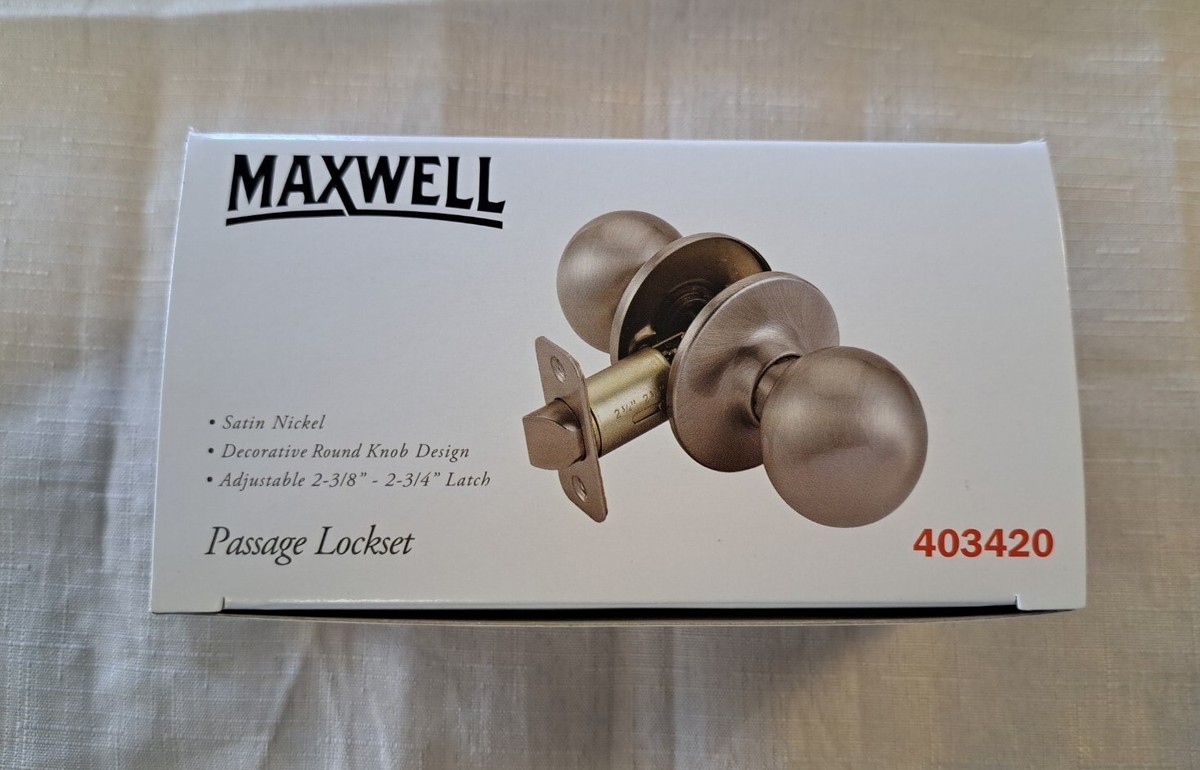 MAXWELL
• Satin Nickel
• Decorative Round Knob Design
• Adjustable 2-3/8” - 2-3/4” Latch
Passage Lockset
403420